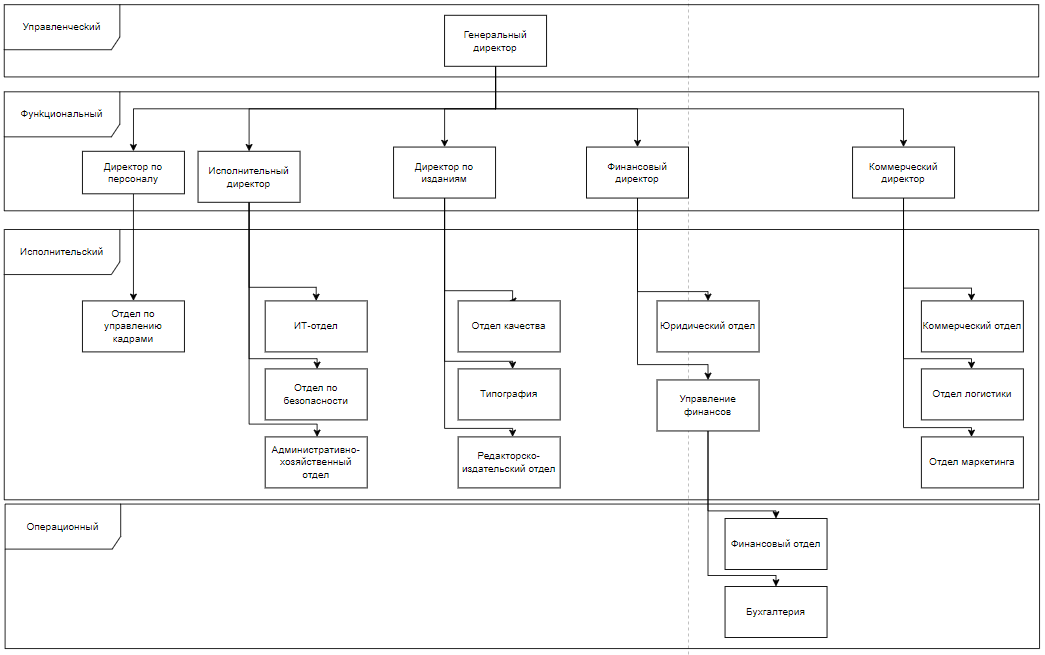 Управленческий
Генеральный
директор
Функциональный
Директор по
персоналу
Исполнительный
директор
Директор по
изданиям
Финансовый
директор
Коммерческий
директор
Исполнительский
Отдел по
управлению
кадрами
ИТ-отдел
Отдел качества
Юридический отдел
Коммерческий отдел
Отдел по
безопасности
Типография
Управление
финансов
Отдел логистики
Административно-
хозяйственный
отдел
Редакторско-
издательский отдел
Отдел маркетинга
Операционный
Финансовый отдел
Бухгалтерия